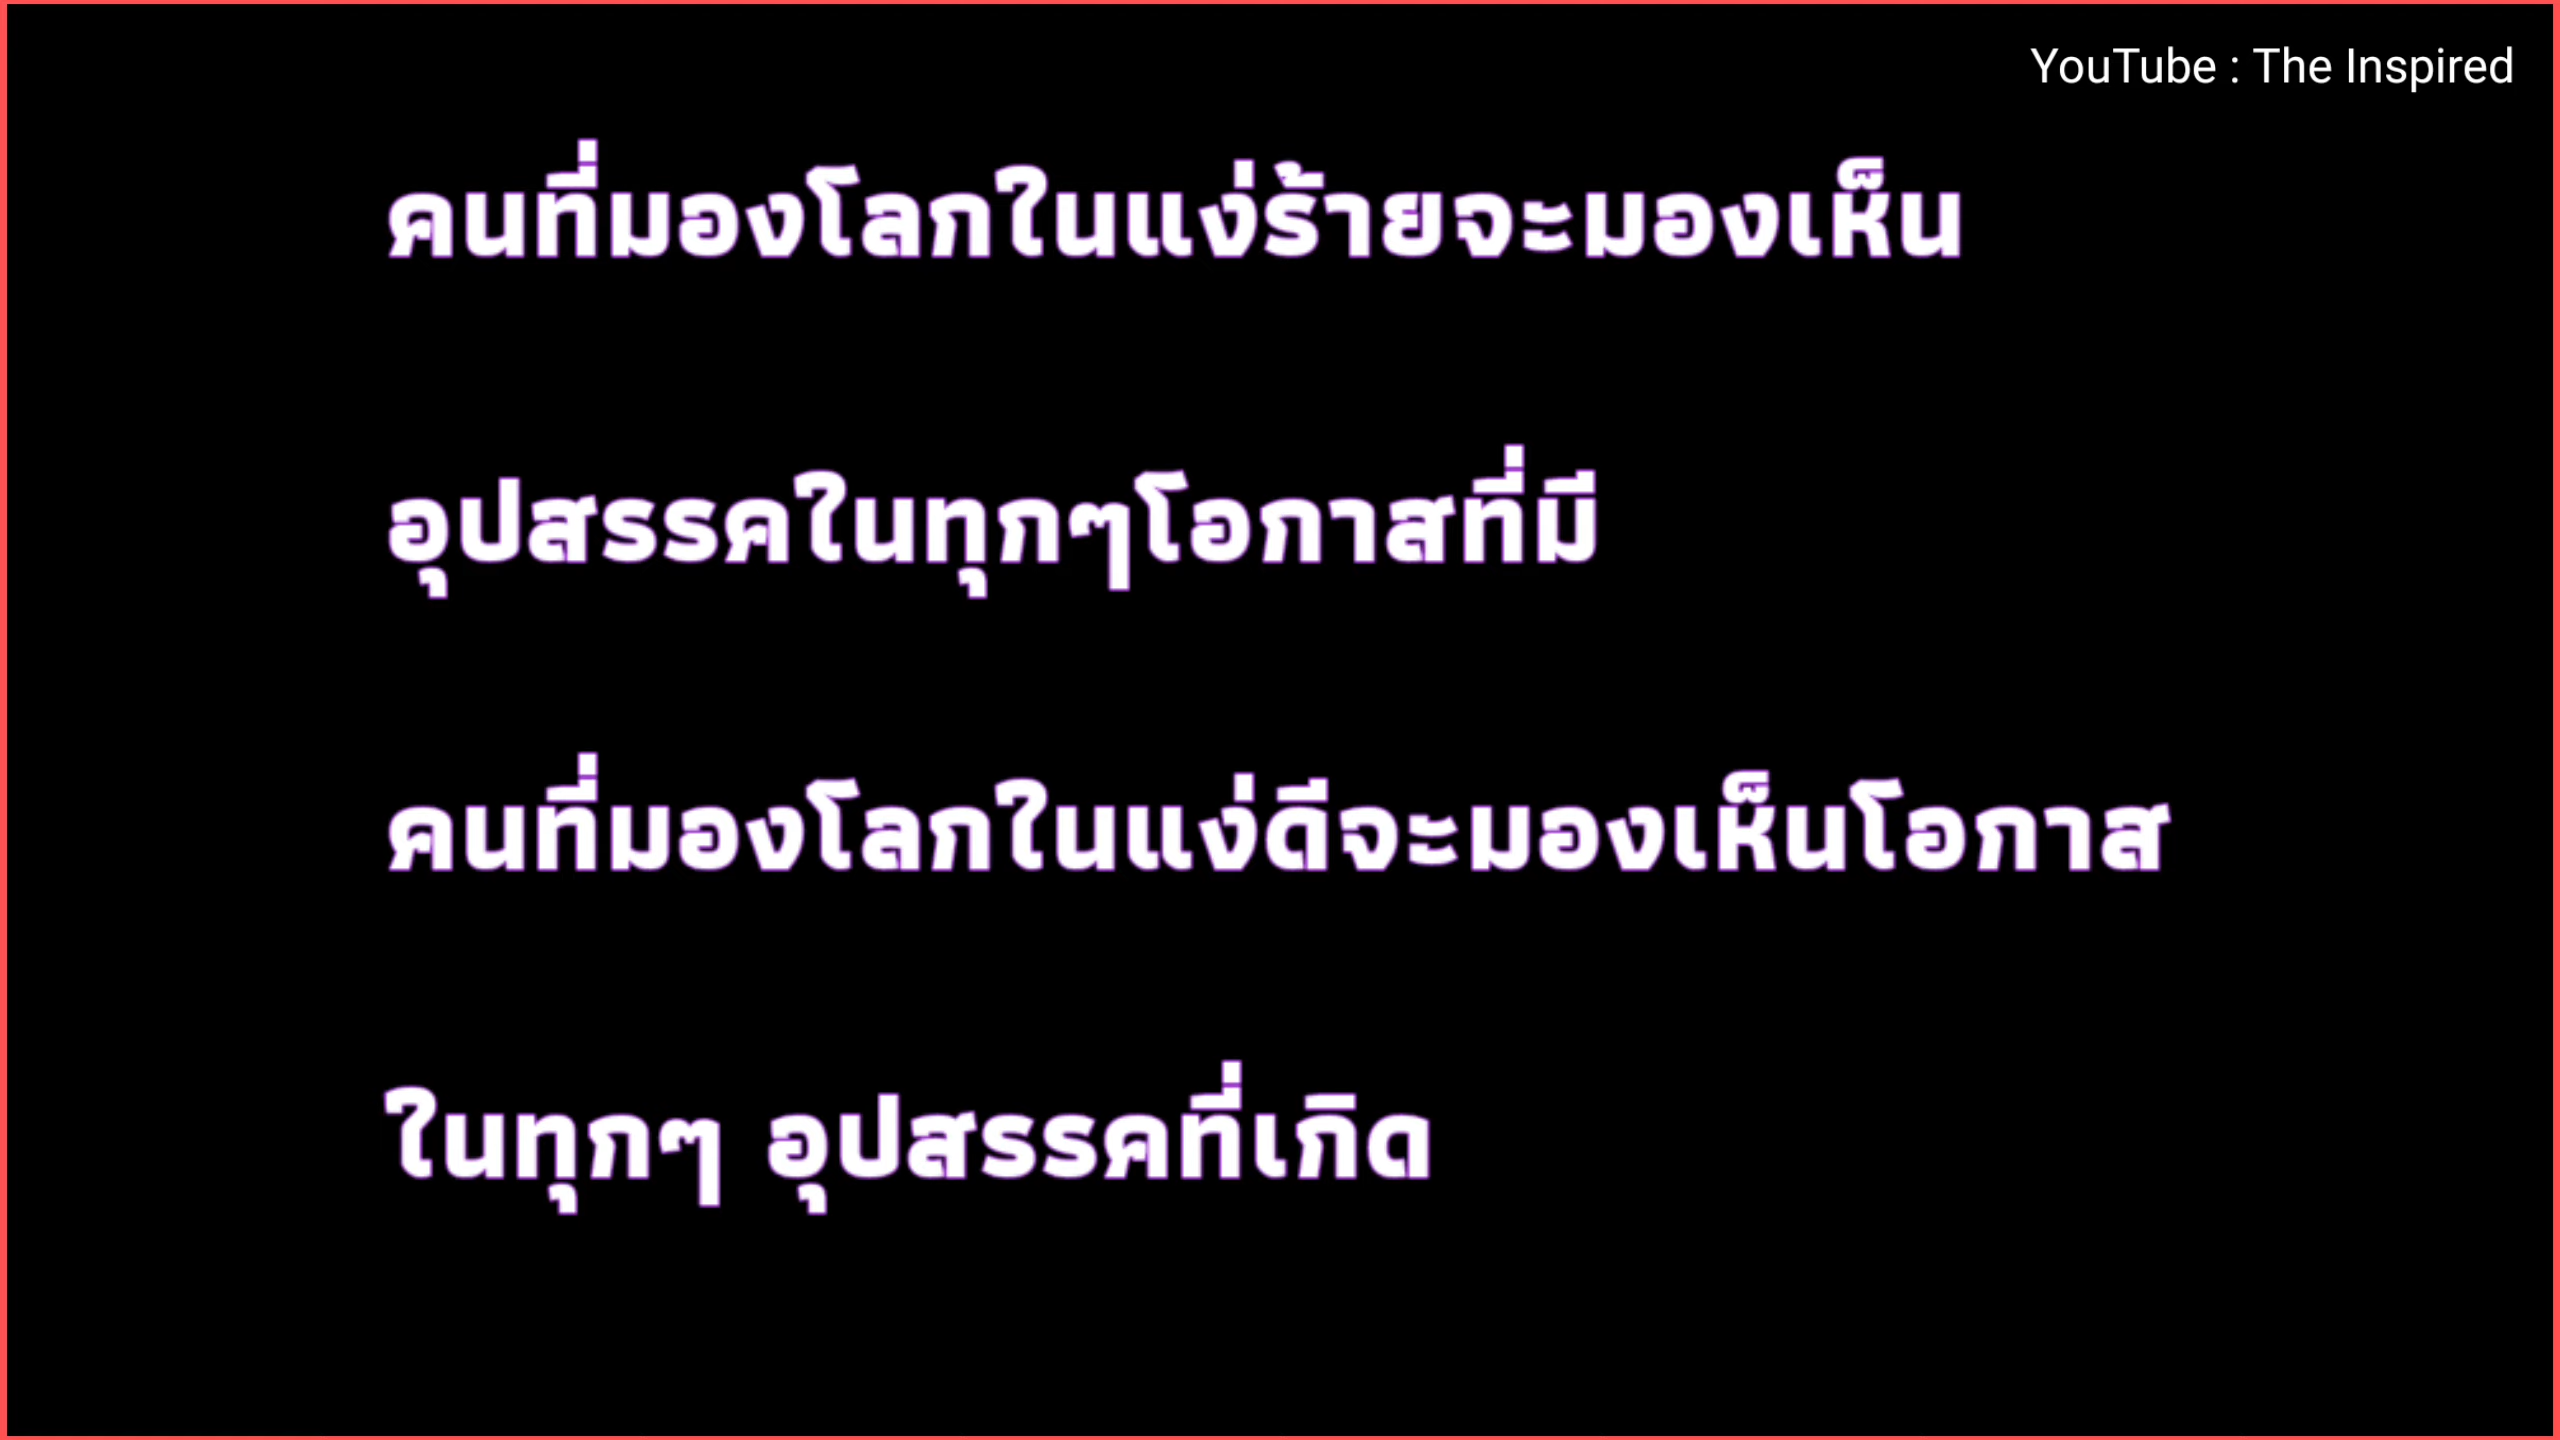 YouTube : The Inspired
คนที่มองโลกในแง่ร้ายจะมองเห็น
อุปสรรคในทุกๆโอกาสที่มี
คนที่มองโลกในแง่ดีจะมองเห็นโอกาส
ในทุกๆ อุปสรรคที่เกิด